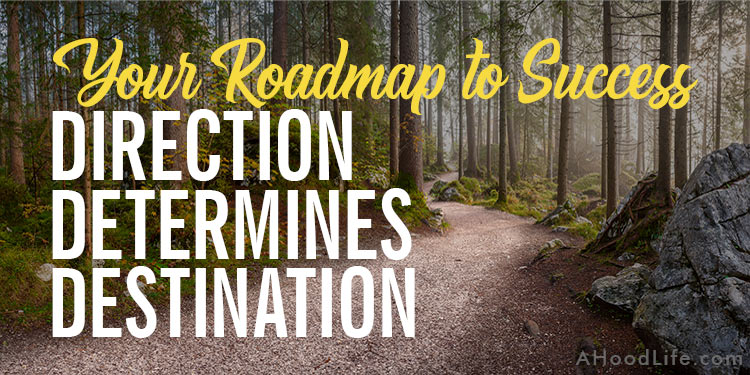 Your Roadmap to Success
DIRECTION
DETERMINES
DESTINATION
AHoodLife.com